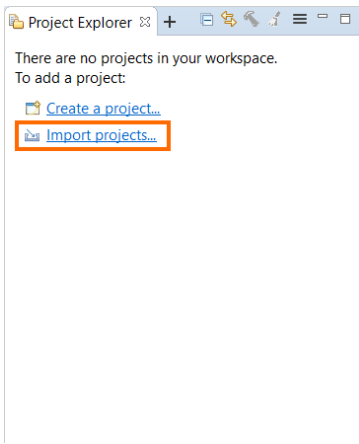 Project Explorer
There are no projects in your workspace.
To add a project:
Create a project...
Import projects...